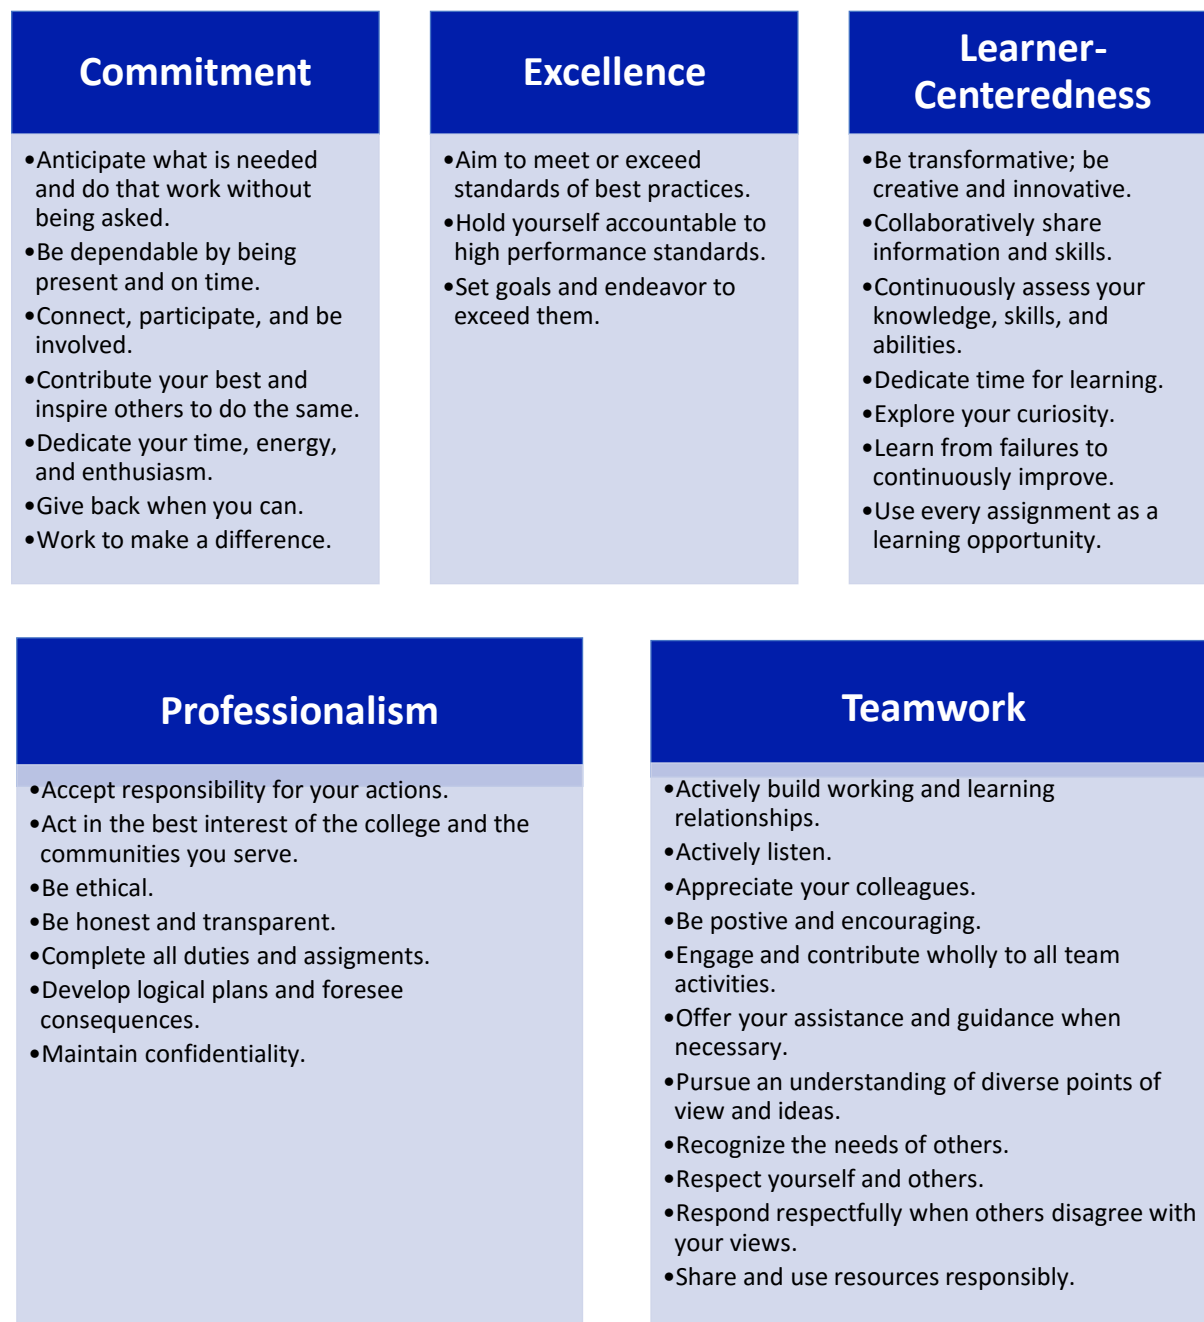 Commitment
•Anticipate what is needed
and do that work without
being asked.
•Be dependable by being
present and on time.
•Connect, participate, and be
involved.
•Contribute your best and
inspire others to do the same.
•Dedicate your time, energy,
and enthusiasm.
•Give back when you can.
•Work to make a difference.
Excellence
•Aim to meet or exceed
standards of best practices.
•Hold yourself accountable to
high performance standards.
•Set goals and endeavor to
exceed them.
Learner-
Centeredness
•Be transformative; be
creative and innovative.
•Collaboratively share
information and skills.
•Continuously assess your
knowledge, skills, and
abilities.
•Dedicate time for learning.
•Explore your curiosity.
•Learn from failures to
continuously improve.
•Use every assignment as a
learning opportunity.
Professionalism
•Accept responsibility for your actions.
•Act in the best interest of the college and the
communities you serve.
•Be ethical.
•Be honest and transparent.
•Complete all duties and assigments.
•Develop logical plans and foresee
consequences.
•Maintain confidentiality.
Teamwork
•Actively build working and learning
relationships.
•Actively listen.
•Appreciate your colleagues.
•Be postive and encouraging.
•Engage and contribute wholly to all team
activities.
•Offer your assistance and guidance when
necessary.
•Pursue an understanding of diverse points of
view and ideas.
•Recognize the needs of others.
•Respect yourself and others.
•Respond respectfully when others disagree with
your views.
•Share and use resources responsibly.